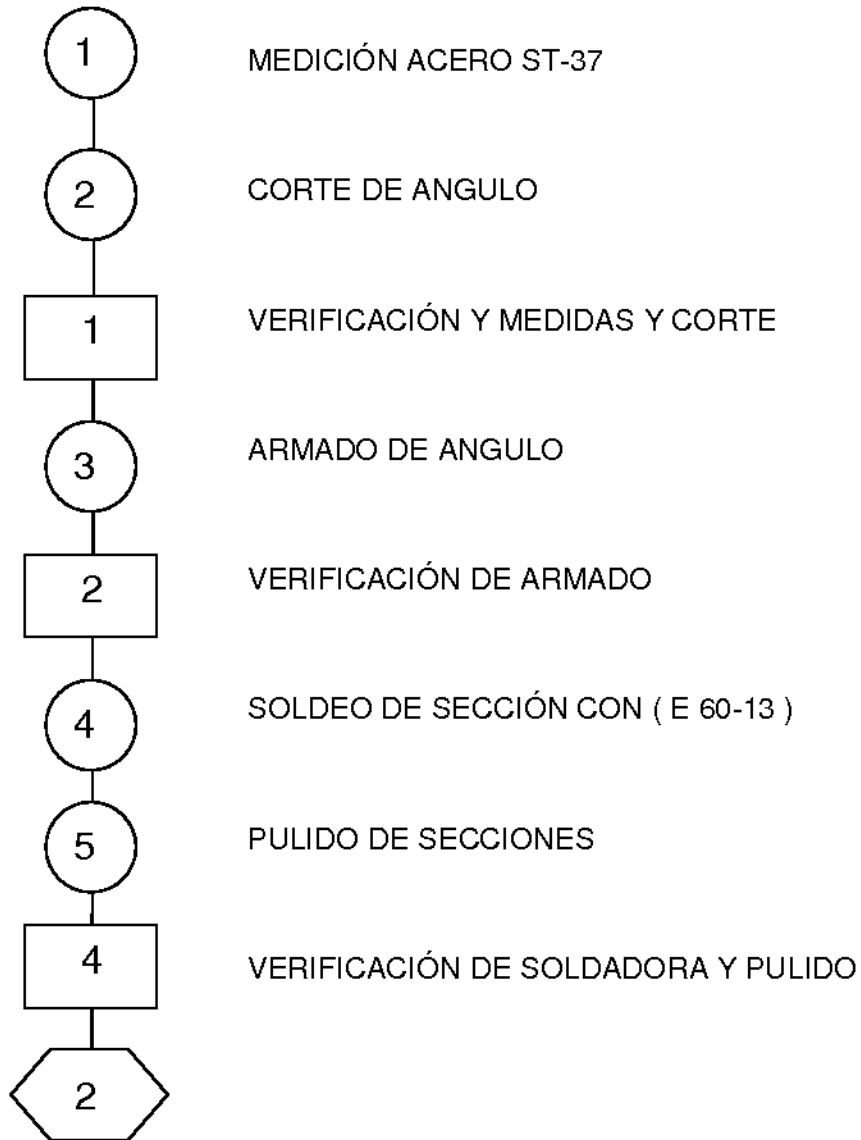 1 MEDICIÓN ACERO ST-37
2 CORTE DE ANGULO
1 VERIFICACIÓN Y MEDIDAS Y CORTE
3 ARMADO DE ANGULO
2 VERIFICACIÓN DE ARMADO
4 SOLDEO DE SECCIÓN CON ( E 60-13 )
5 PULIDO DE SECCIONES
4 VERIFICACIÓN DE SOLDADORA Y PULIDO
2